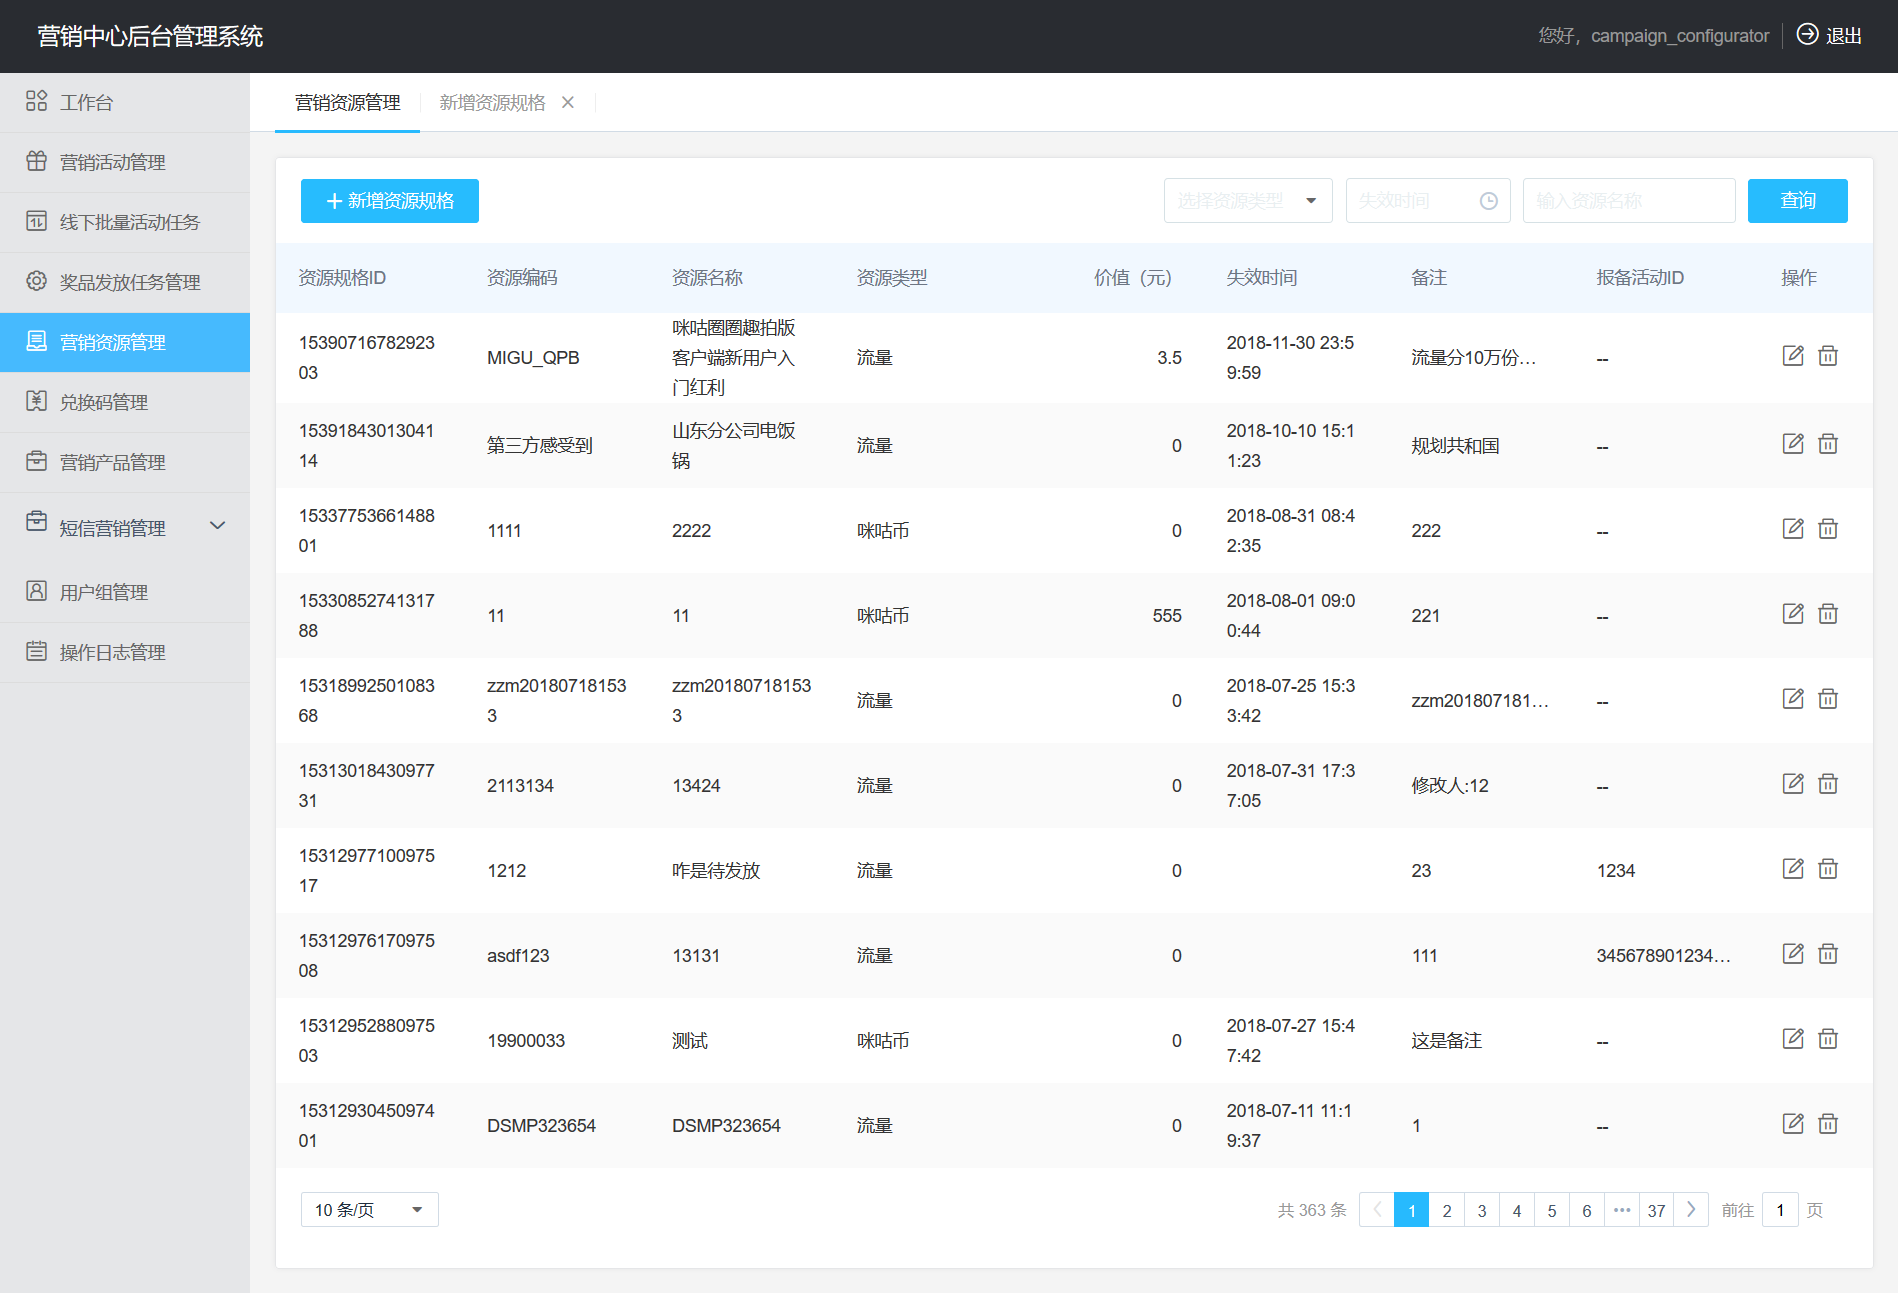 营销中心后台管理系统
您好，campaign_configurator
退出
工作台
营销活动管理
线下批量活动任务
奖品发放任务管理
营销资源管理
兑换码管理
营销产品管理
短信营销管理
用户组管理
操作日志管理
营销资源管理 新增资源规格
新增资源规格 选择资源类型 失效时间 输入资源名称 查询
资源规格ID 资源编码 资源名称 资源类型 价值（元） 失效时间 备注 报备活动ID 操作
1539071678292303 MIGU_QPB 咪咕圈圈趣拍版客户端新用户入门红利 流量 3.5 2018-11-30 23:59:59 流量分10万份… --
1539184301304114 第三方感受到 山东分公司电饭锅 流量 0 2018-10-10 15:11:23 规划共和国 --
1533775366148801 1111 2222 咪咕币 0 2018-08-31 08:42:35 222 --
1533085274131788 11 11 咪咕币 555 2018-08-01 09:00:44 221 --
1531899250108368 zzm201807181533 zzm201807181533 流量 0 2018-07-25 15:33:42 zzm201807181… --
1531301843097731 2113134 13424 流量 0 2018-07-31 17:37:05 修改人:12 --
1531297710097517 1212 咋是待发放 流量 0 23 1234
1531297617097508 asdf123 13131 流量 0 111 345678901234…
1531295288097503 19900033 测试 咪咕币 0 2018-07-27 15:47:42 这是备注 --
1531293045097401 DSMP323654 DSMP323654 流量 0 2018-07-11 11:19:37 1 --
10 条/页 共 363 条 1 2 3 4 5 6 ••• 37 前往 1 页